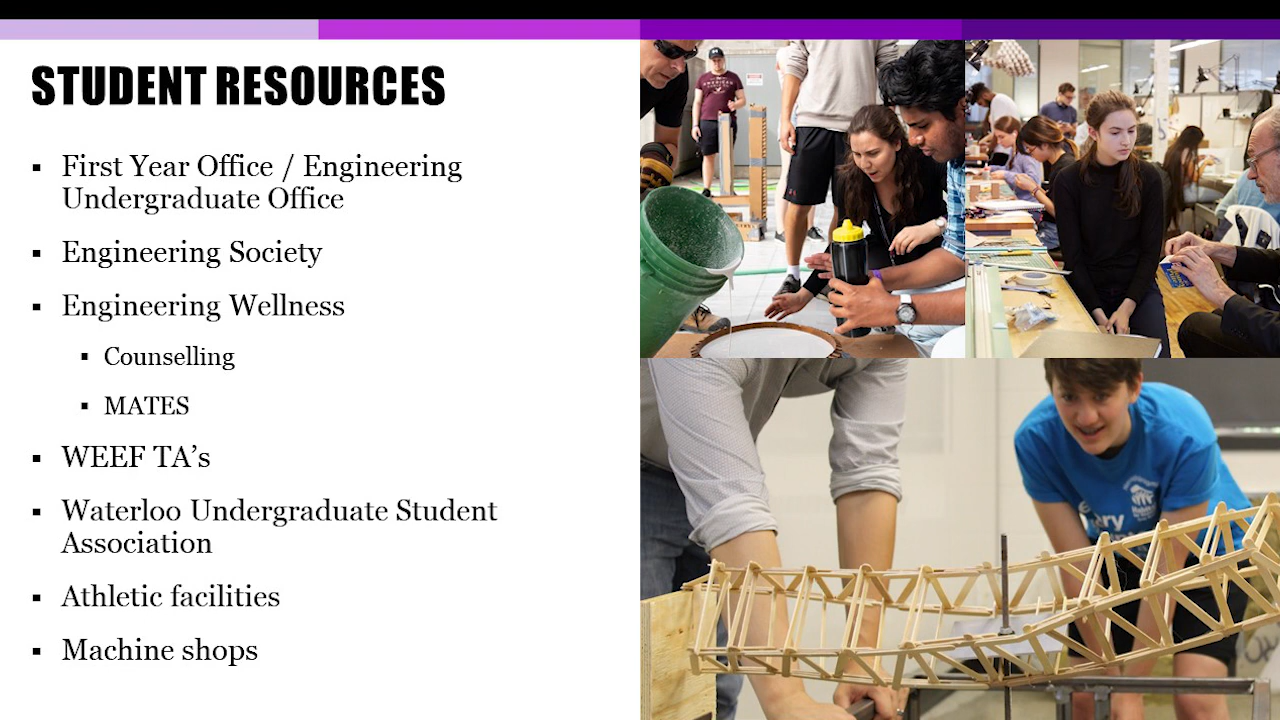 STUDENT RESOURCES
▪ First Year Office / Engineering
Undergraduate Office
▪ Engineering Society
▪ Engineering Wellness
▪ Counselling
▪ MATES
▪ WEEF TA’s
▪ Waterloo Undergraduate Student
Association
▪ Athletic facilities
▪ Machine shops